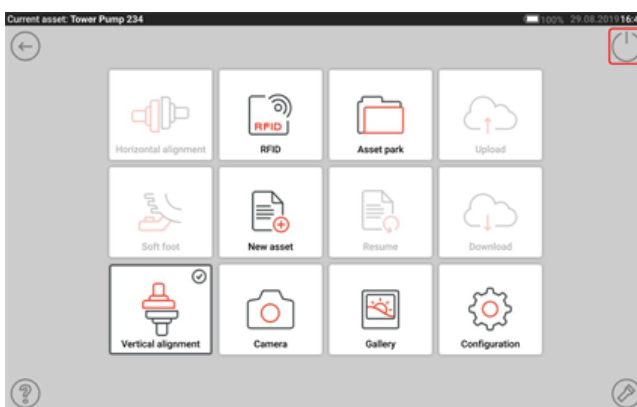 Current asset: Tower Pump 234 100% 29.08.2019 16:4
RFID
Horizontal alignment RFID Asset park Upload
Soft foot New asset Resume Download
Vertical alignment Camera Gallery Configuration
?